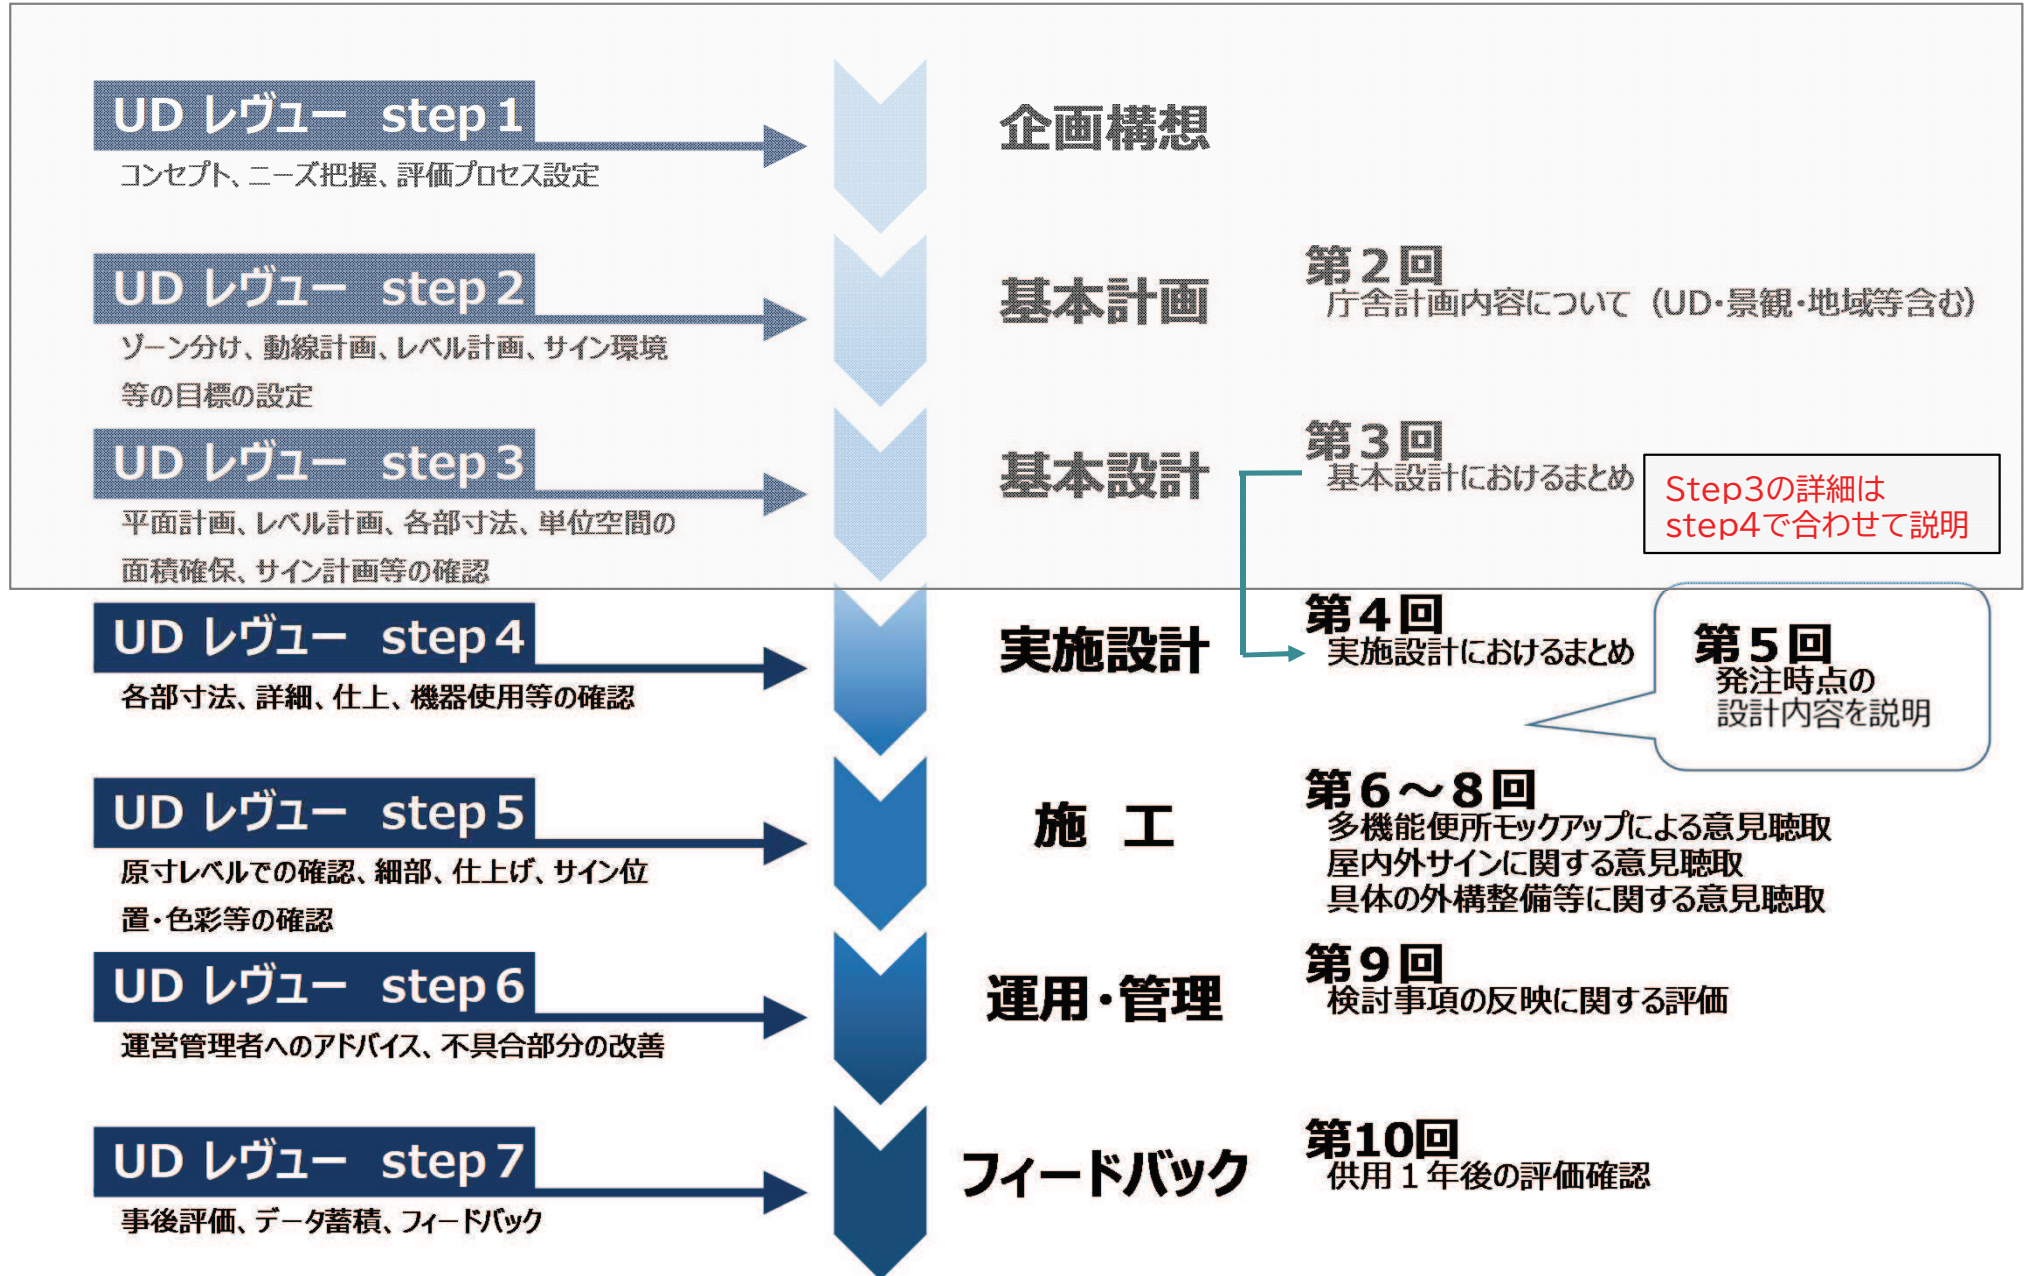 UD レヴュー step1
コンセプト、ニーズ把握、評価プロセス設定
企画構想
UD レヴュー step2
ゾーン分け、動線計画、レベル計画、サイン環境
等の目標の設定
基本計画
第2回
庁舎計画内容について（UD・景観・地域等含む）
UD レヴュー step3
平面計画、レベル計画、各部寸法、単位空間の
面積確保、サイン計画等の確認
基本設計
第3回
基本設計におけるまとめ
Step3の詳細は
step4で合わせて説明
UD レヴュー step4
各部寸法、詳細、仕上、機器使用等の確認
実施設計
第4回
実施設計におけるまとめ
第5回
発注時点の
設計内容を説明
UD レヴュー step5
原寸レベルでの確認、細部、仕上げ、サイン位
置・色彩等の確認
施 工
第6～8回
多機能便所モックアップによる意見聴取
屋内外サインに関する意見聴取
具体の外構整備等に関する意見聴取
UD レヴュー step6
運営管理者へのアドバイス、不具合部分の改善
運用・管理
第9回
検討事項の反映に関する評価
UD レヴュー step7
事後評価、データ蓄積、フィードバック
フィードバック
第10回
供用1年後の評価確認